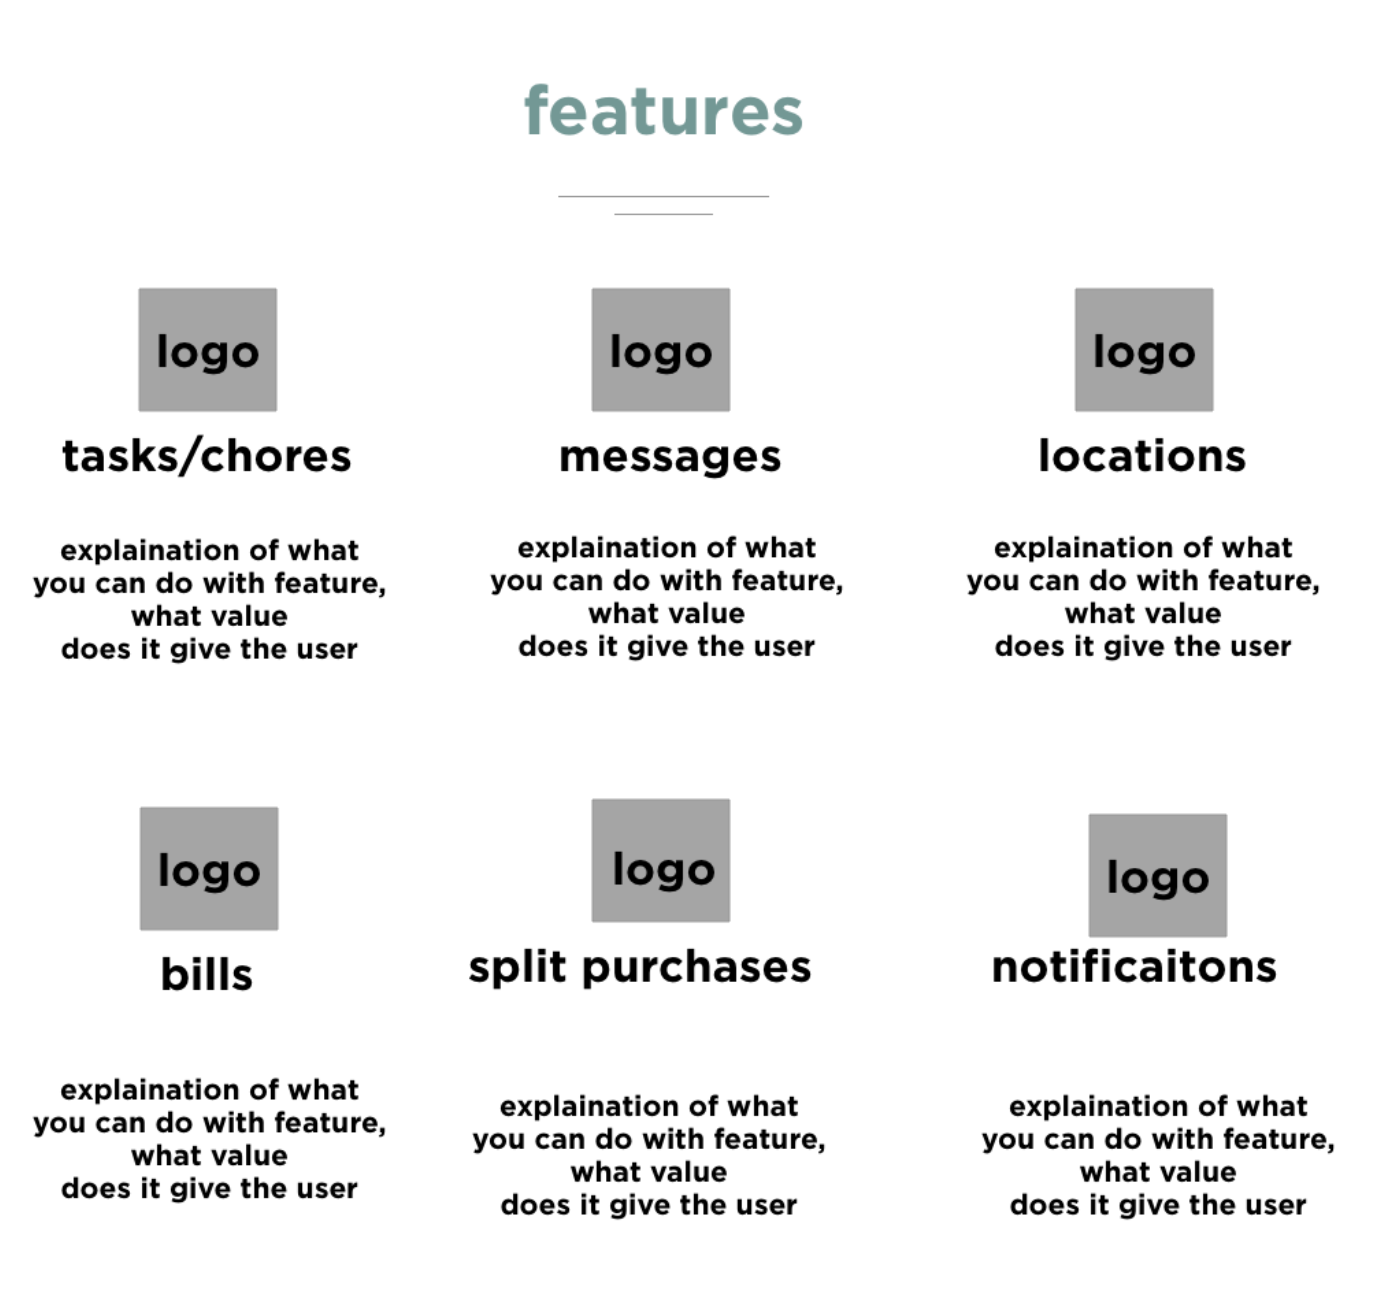 features
logo
logo
logo
tasks/chores
messages
locations
explaination of what
you can do with feature,
what value
does it give the user
explaination of what
you can do with feature,
what value
does it give the user
explaination of what
you can do with feature,
what value
does it give the user
logo
logo
logo
bills
split purchases
notificaitons
explaination of what
you can do with feature,
what value
does it give the user
explaination of what
you can do with feature,
what value
does it give the user
explaination of what
you can do with feature,
what value
does it give the user